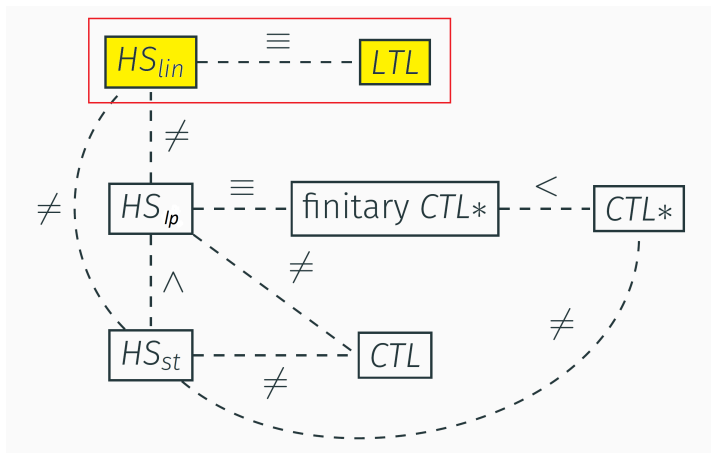 HS_lin ≡ LTL
≠
HS_lp ≡ finitary CTL* < CTL*
≠
≠
∧
≠
HS_st ≠ CTL